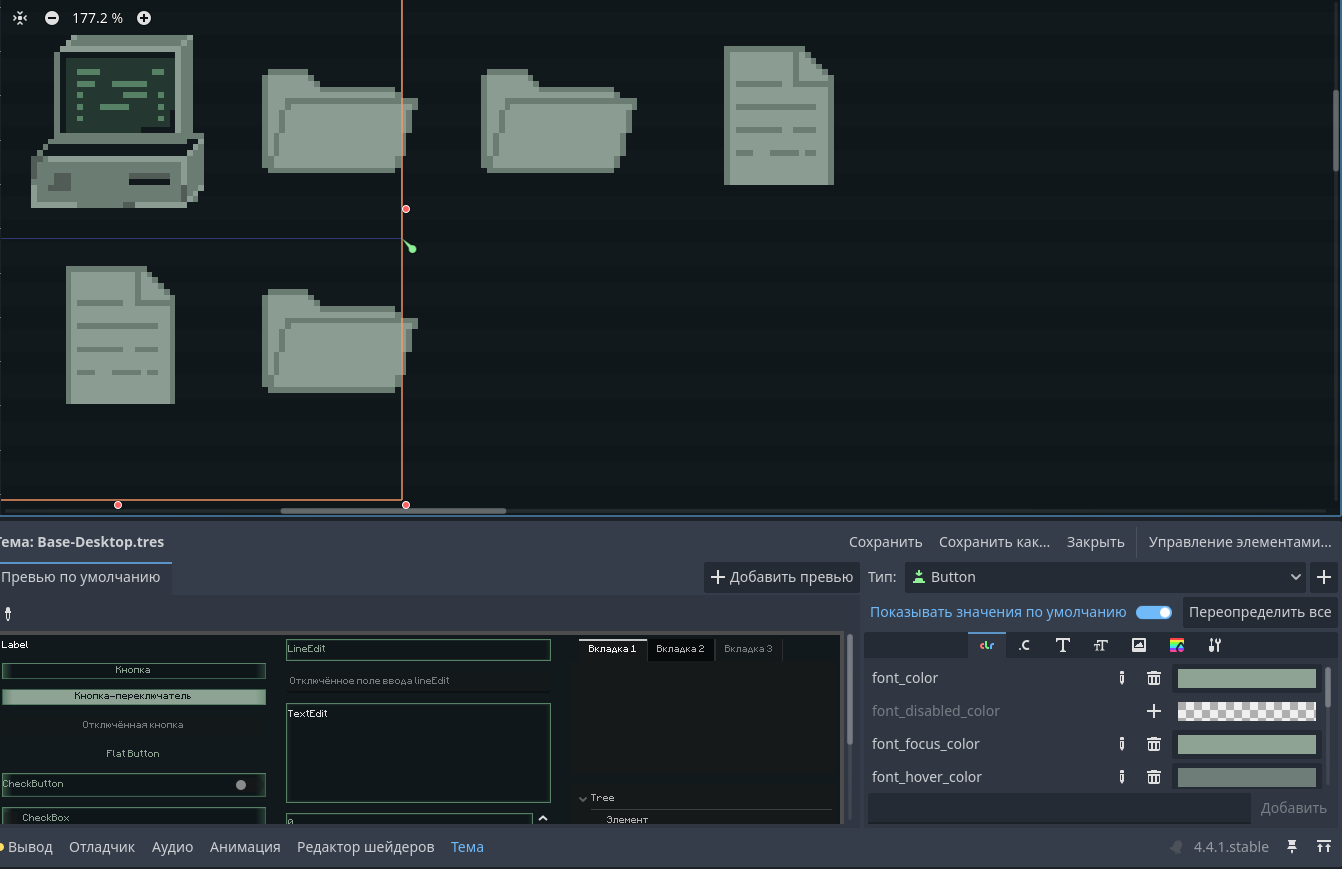 177.2 %
Тема: Base-Desktop.tres
Сохранить
Сохранить как...
Закрыть
Управление элементами...
Превью по умолчанию
Добавить превью
Тип:
Button
Показывать значения по умолчанию
Переопределить все
Label
Кнопка
Кнопка-переключатель
Отключённая кнопка
Flat Button
CheckButton
CheckBox
LineEdit
Отключённое поле ввода lineEdit
TextEdit
0
Вкладка 1
Вкладка 2
Вкладка 3
Tree
Элемент
clr
.C
font_color
font_disabled_color
font_focus_color
font_hover_color
Добавить
Вывод
Отладчик
Аудио
Анимация
Редактор шейдеров
Тема
4.4.1.stable